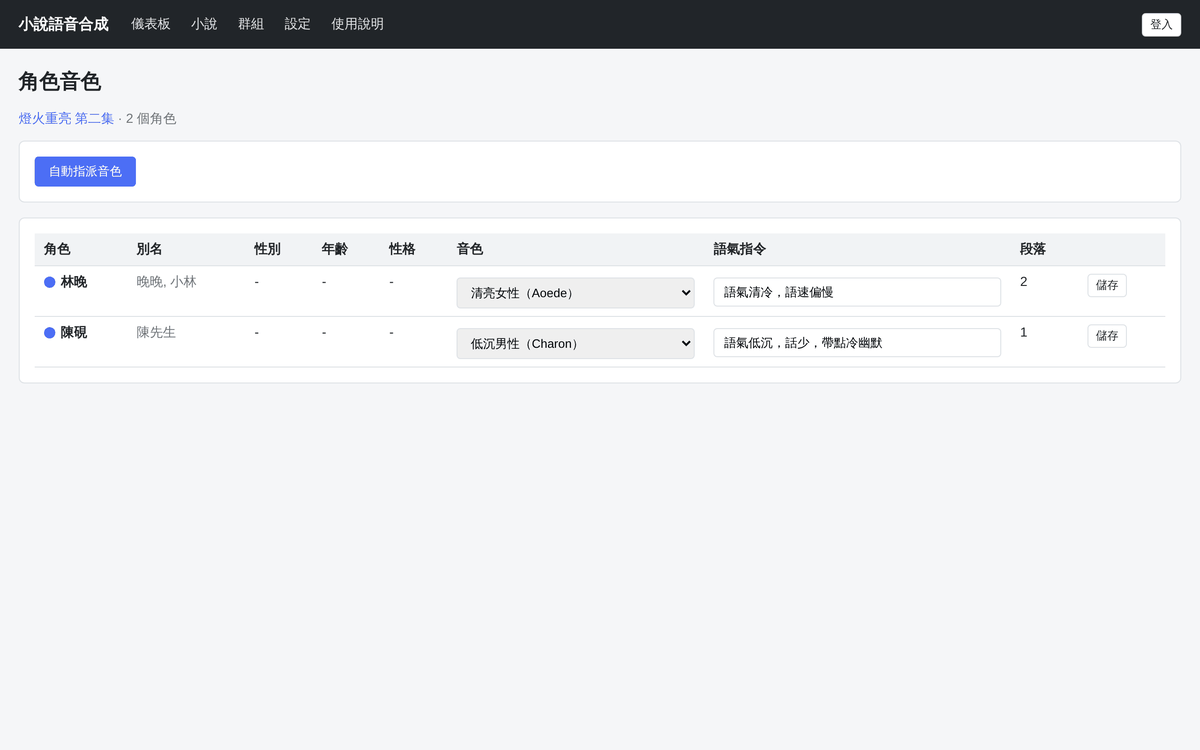 小說語音合成 儀表板 小說 群組 設定 使用說明 登入
角色音色
燈火重亮 第二集 · 2 個角色
自動指派音色
角色 別名 性別 年齡 性格 音色 語氣指令 段落
林晚 晚晚, 小林 - - - 清亮女性（Aoede） 語氣清冷，語速偏慢 2 儲存
陳硯 陳先生 - - - 低沉男性（Charon） 語氣低沉，話少，帶點冷幽默 1 儲存